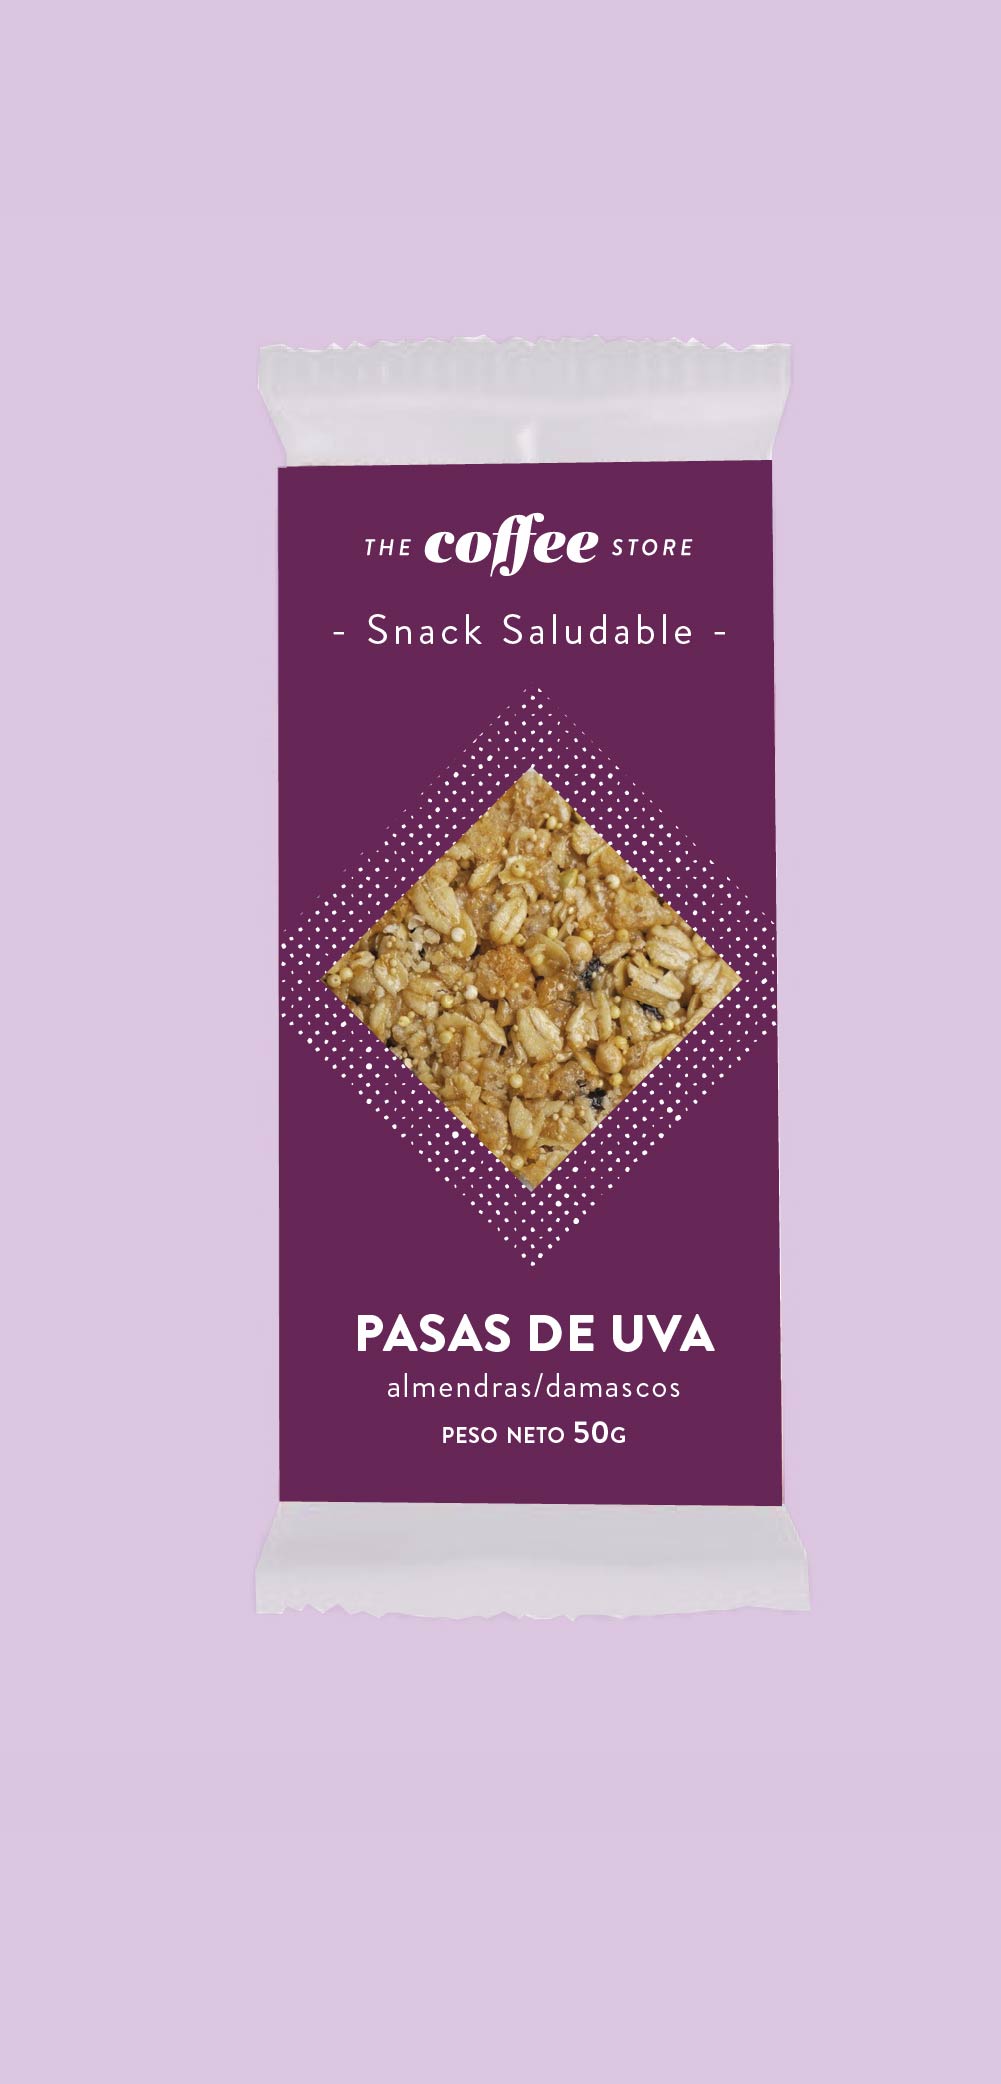 THE coffee STORE
- Snack Saludable -
PASAS DE UVA
almendras/damascos
PESO NETO 50G